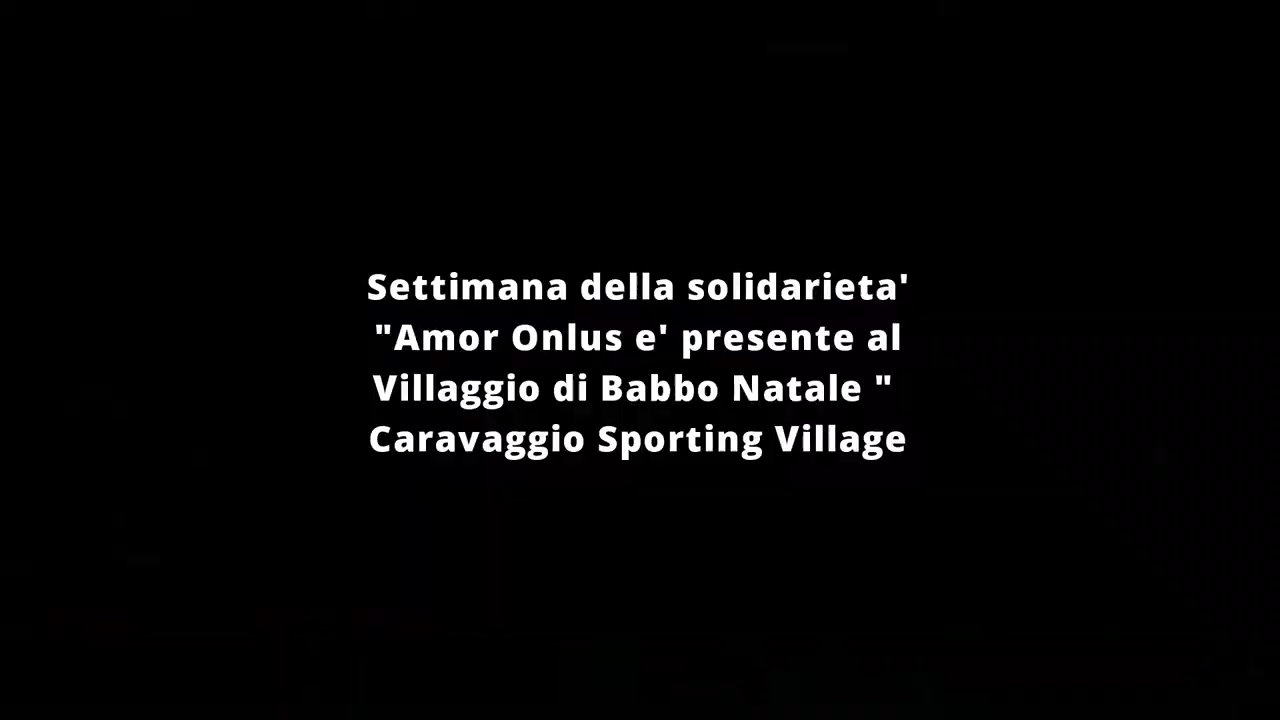 Settimana della solidarieta'
"Amor Onlus e' presente al
Villaggio di Babbo Natale "
Caravaggio Sporting Village